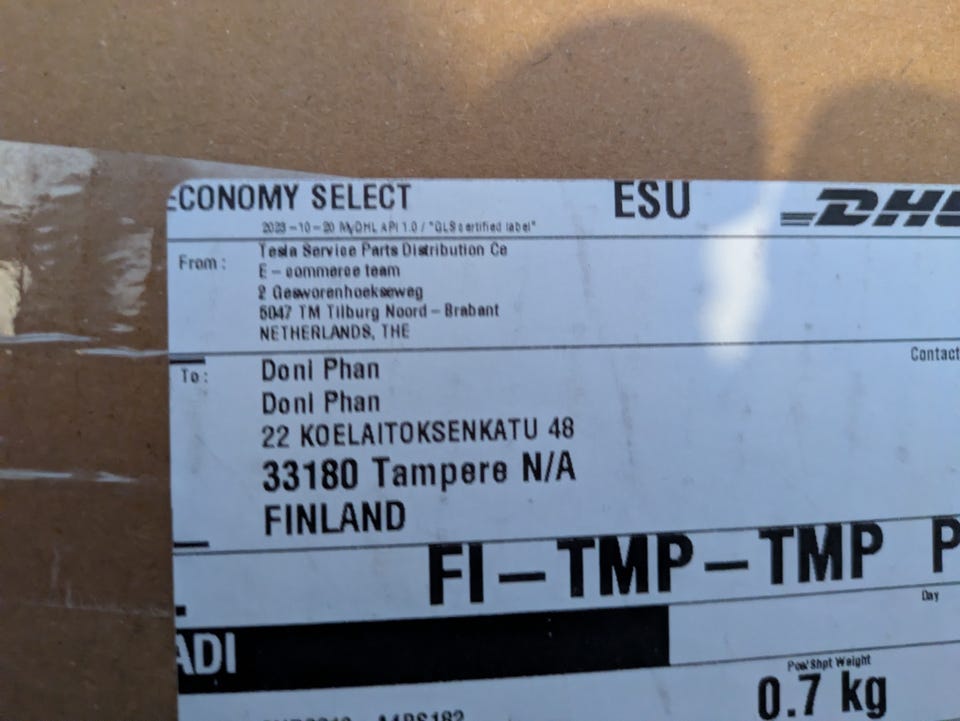 ECONOMY SELECT
ESU
DHL
2023-10-20 MyDHL API 1.0 / "GLS certified label"
From :
Tesla Service Parts Distribution Ce
E - commerce team
2 Gesworenhoekseweg
5047 TM Tilburg Noord - Brabant
NETHERLANDS, THE
Contact
To :
Doni Phan
Doni Phan
22 KOELAITOKSENKATU 48
33180 Tampere N/A
FINLAND
FI-TMP-TMP P
Day
ADI
Pce/Shpt Weight
0.7 kg